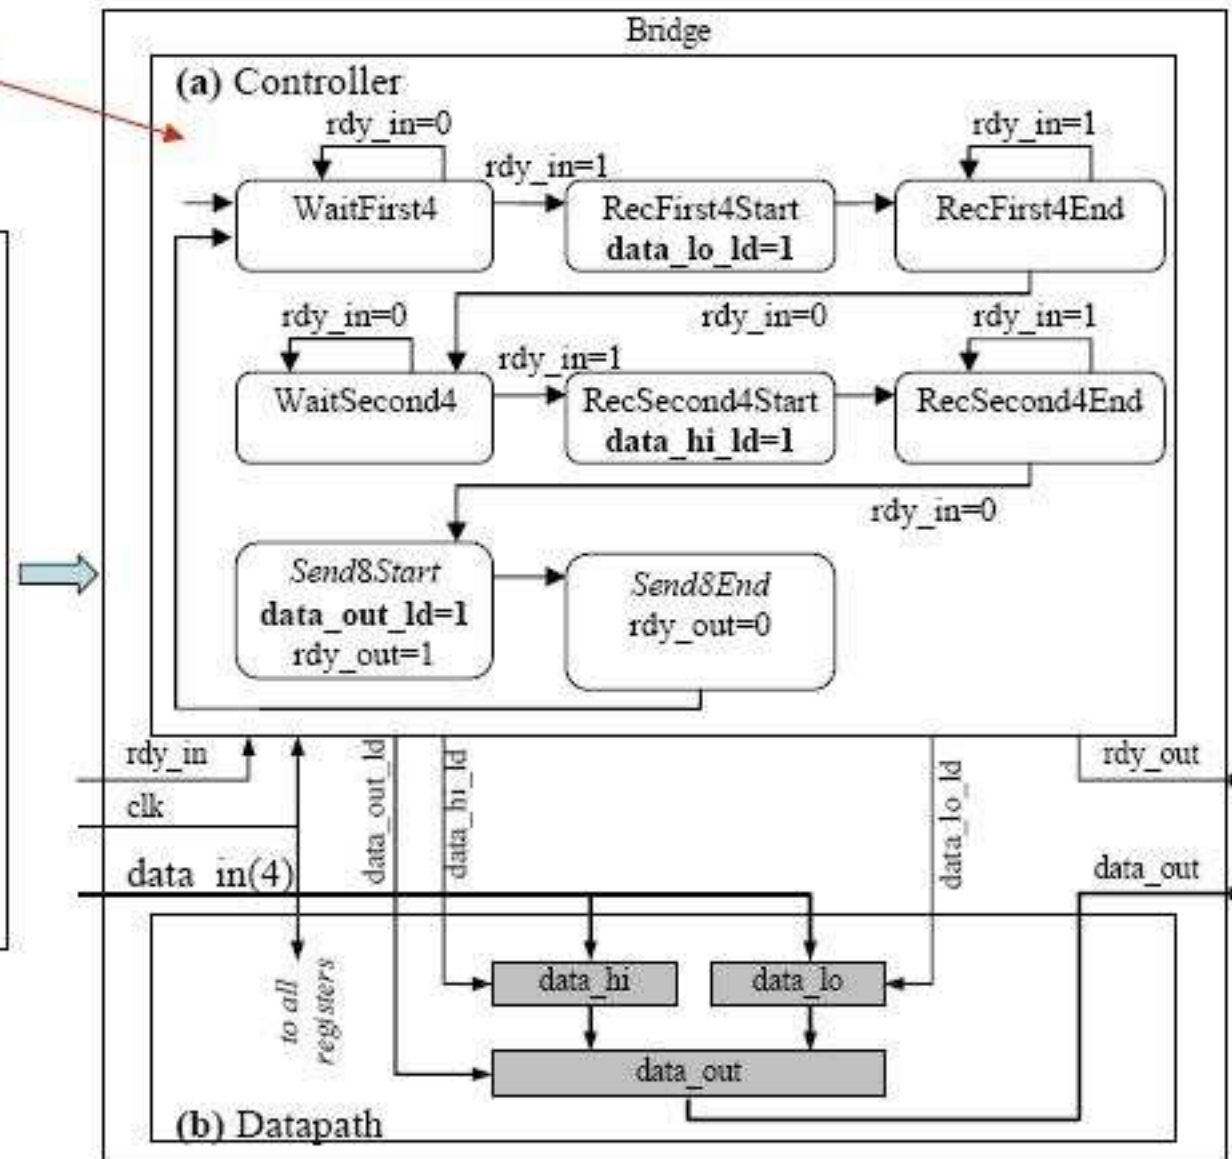 Bridge
(a) Controller
rdy_in=0
rdy_in=1
rdy_in=1
WaitFirst4
RecFirst4Start
data_lo_ld=1
RecFirst4End
rdy_in=0
rdy_in=0
rdy_in=1
rdy_in=1
WaitSecond4
RecSecond4Start
data_hi_ld=1
RecSecond4End
rdy_in=0
Send8Start
data_out_ld=1
rdy_out=1
Send8End
rdy_out=0
rdy_in
clk
data_in(4)
data_out_ld
data_hi_ld
data_lo_ld
rdy_out
data_out
to all
registers
data_hi
data_lo
data_out
(b) Datapath